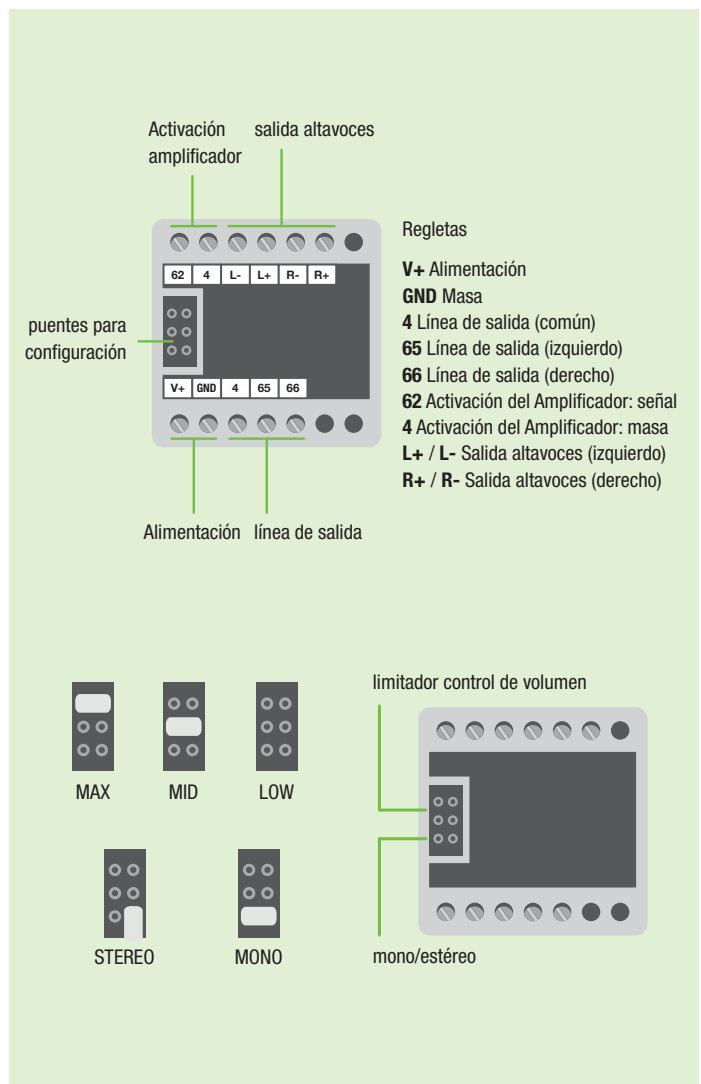 Activación
amplificador
salida altavoces
62 4 L- L+ R- R+
puentes para
configuración
V+ GND 4 65 66
Alimentación
línea de salida
Regletas
V+ Alimentación
GND Masa
4 Línea de salida (común)
65 Línea de salida (izquierdo)
66 Línea de salida (derecho)
62 Activación del Amplificador: señal
4 Activación del Amplificador: masa
L+ / L- Salida altavoces (izquierdo)
R+ / R- Salida altavoces (derecho)
MAX
MID
LOW
STEREO
MONO
limitador control de volumen
mono/estéreo